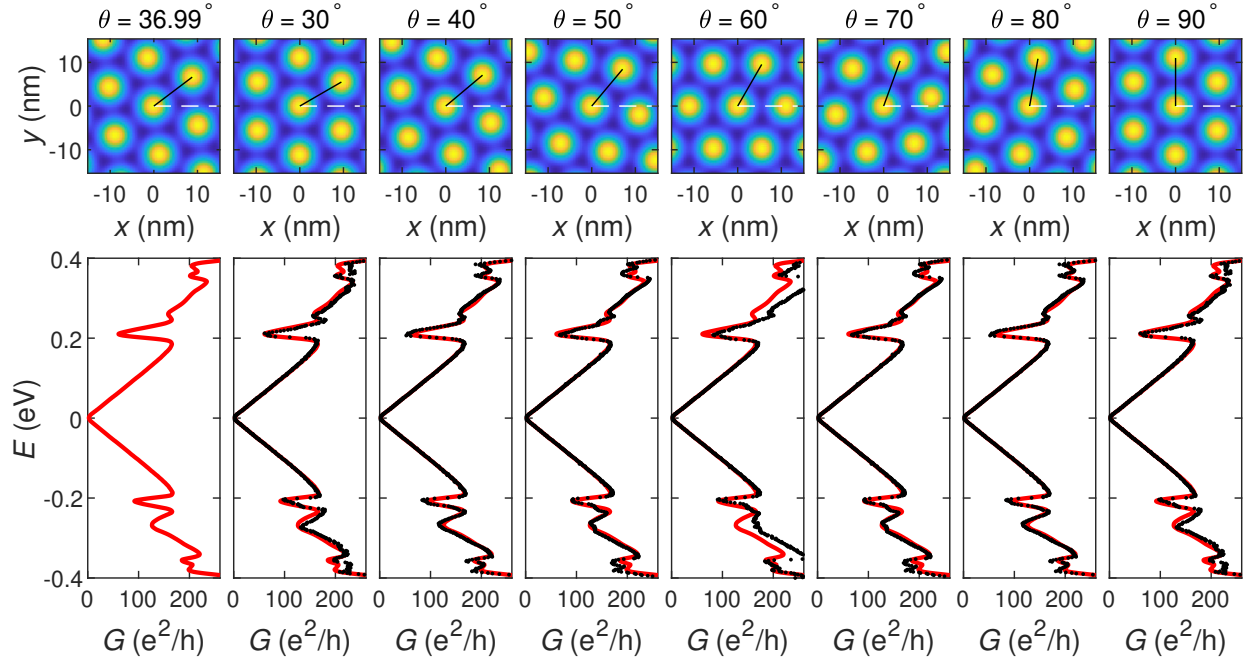 θ = 36.99° θ = 30° θ = 40° θ = 50° θ = 60° θ = 70° θ = 80° θ = 90°
10
0
-10
y (nm)
-10 0 10 -10 0 10 -10 0 10 -10 0 10 -10 0 10 -10 0 10 -10 0 10 -10 0 10
x (nm) x (nm) x (nm) x (nm) x (nm) x (nm) x (nm) x (nm)
0.4
0.2
0
-0.2
-0.4
E (eV)
0 100 200 0 100 200 0 100 200 0 100 200 0 100 200 0 100 200 0 100 200 0 100 200
G (e²/h) G (e²/h) G (e²/h) G (e²/h) G (e²/h) G (e²/h) G (e²/h) G (e²/h)